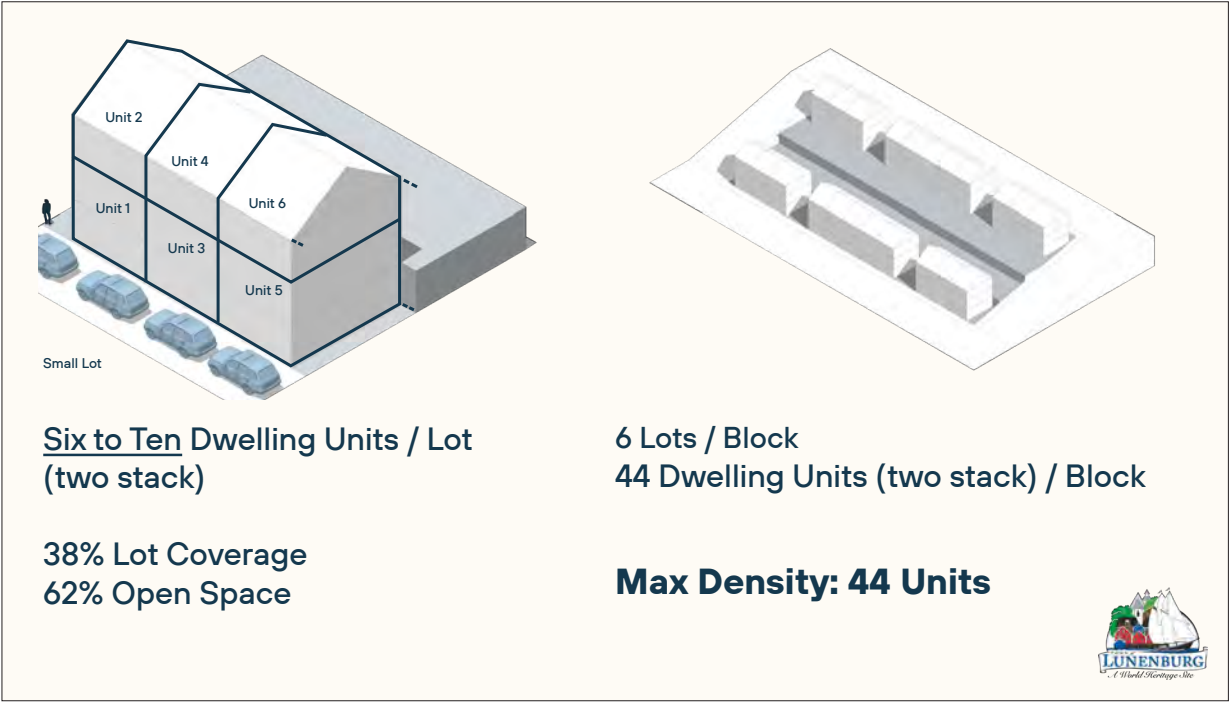 Unit 2
Unit 4
Unit 6
Unit 1
Unit 3
Unit 5
Small Lot
Six to Ten Dwelling Units / Lot
(two stack)
38% Lot Coverage
62% Open Space
6 Lots / Block
44 Dwelling Units (two stack) / Block
Max Density: 44 Units
LUNENBURG
A World Heritage Site